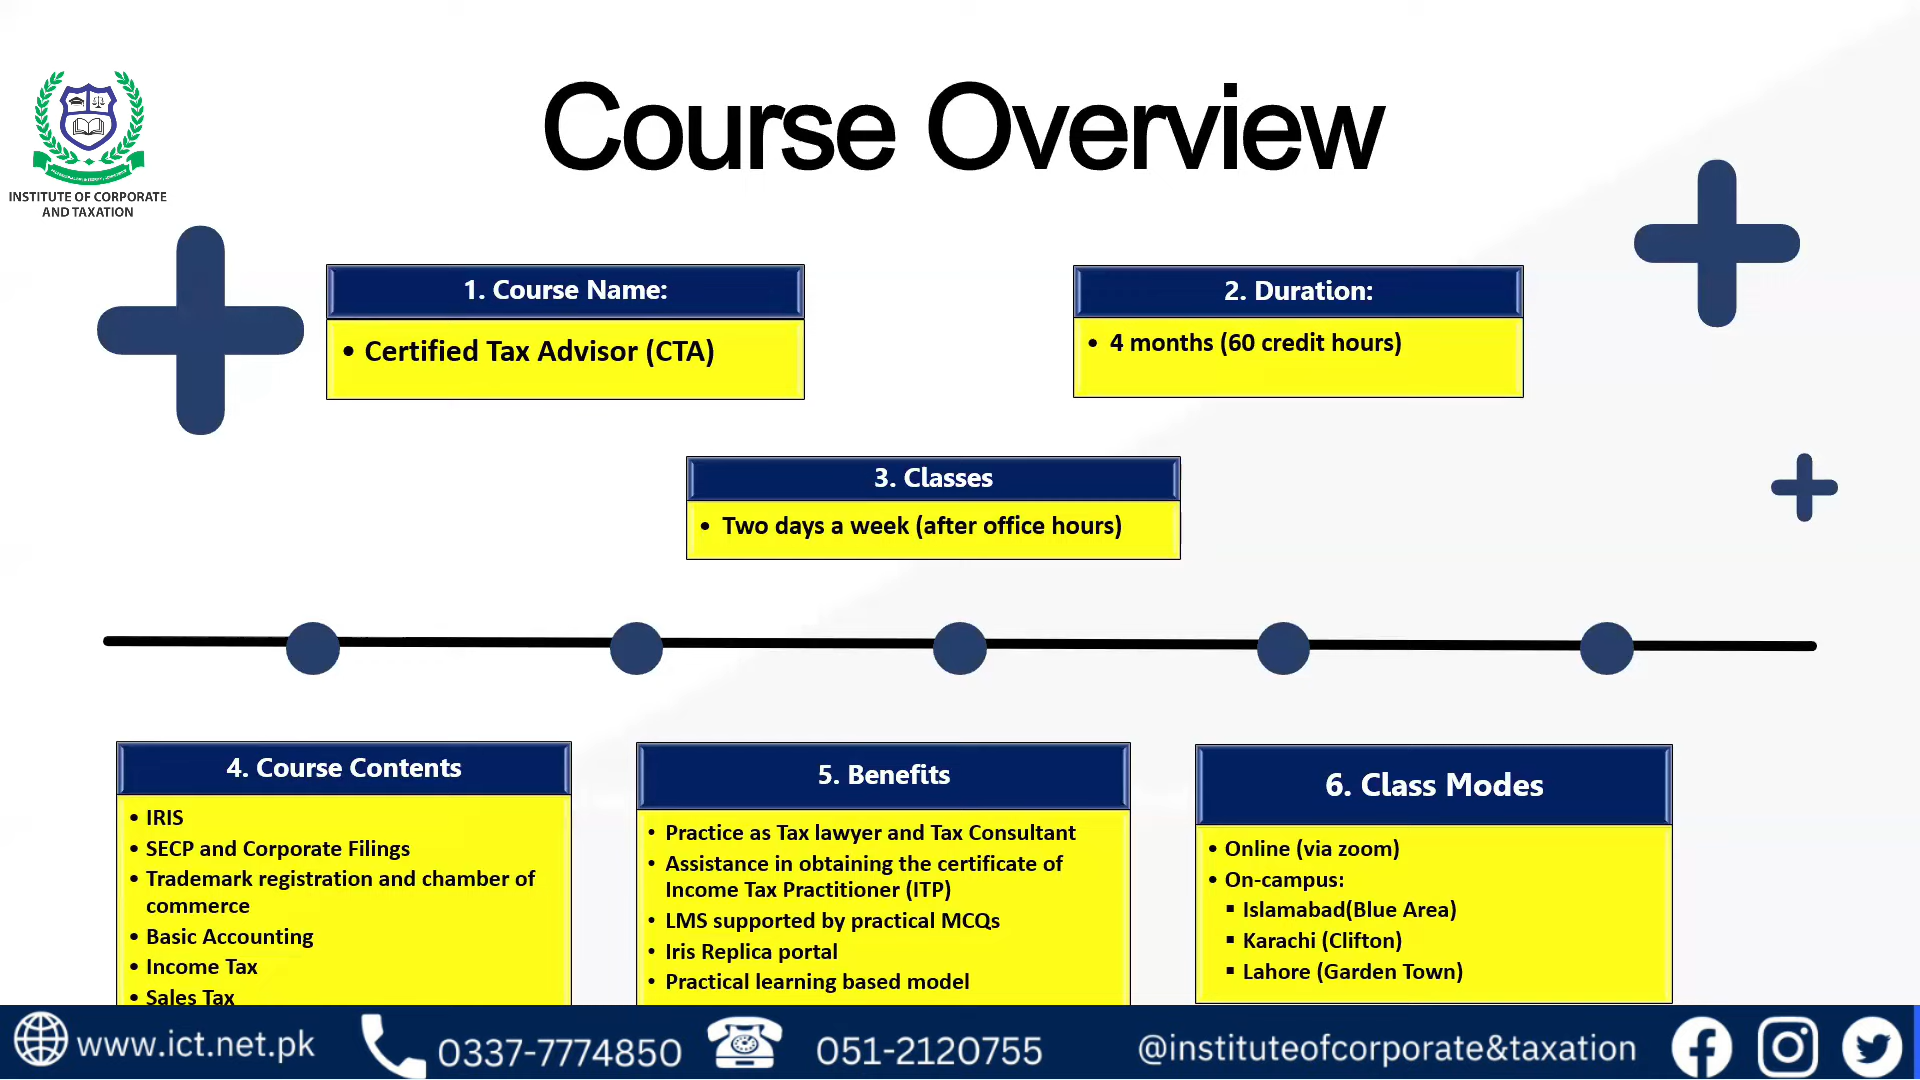 Course Overview
INSTITUTE OF CORPORATE
AND TAXATION
1. Course Name:
• Certified Tax Advisor (CTA)
2. Duration:
• 4 months (60 credit hours)
3. Classes
• Two days a week (after office hours)
4. Course Contents
• IRIS
• SECP and Corporate Filings
• Trademark registration and chamber of
commerce
• Basic Accounting
• Income Tax
• Sales Tax
5. Benefits
• Practice as Tax lawyer and Tax Consultant
• Assistance in obtaining the certificate of
Income Tax Practitioner (ITP)
• LMS supported by practical MCQs
• Iris Replica portal
• Practical learning based model
6. Class Modes
• Online (via zoom)
• On-campus:
▪ Islamabad(Blue Area)
▪ Karachi (Clifton)
▪ Lahore (Garden Town)
www.ict.net.pk
0337-7774850
051-2120755
@instituteofcorporate&taxation